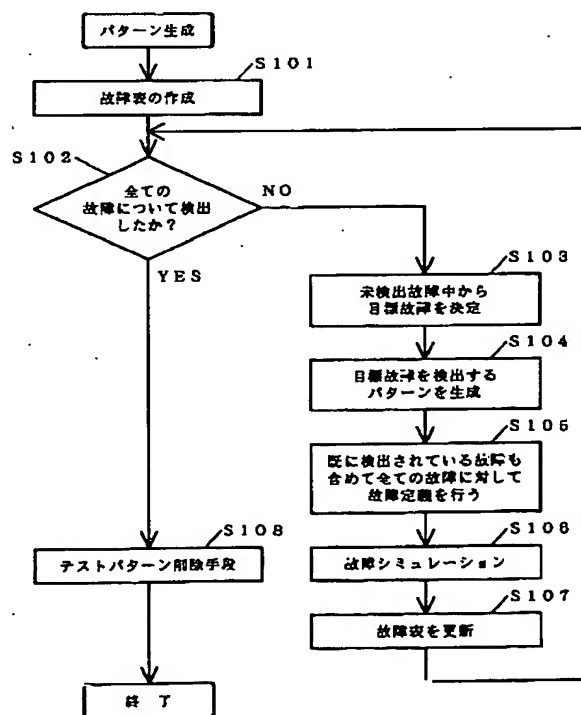 パターン生成
S101
故障表の作成
S102
全ての
故障について検出
したか？
NO
YES
S103
未検出故障中から
目標故障を決定
S104
目標故障を検出する
パターンを生成
S105
既に検出されている故障も
含めて全ての故障に対して
故障定義を行う
S106
故障シミュレーション
S107
故障表を更新
S108
テストパターン削除手段
終了